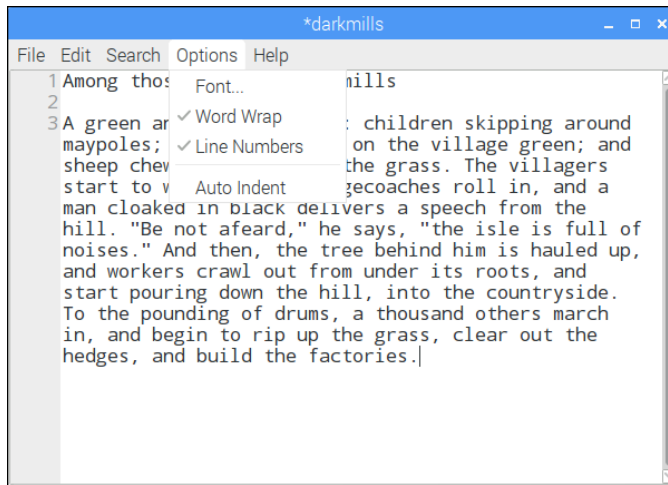 *darkmills
File Edit Search Options Help
Font...
Word Wrap
Line Numbers
Auto Indent
1 Among mills
2
3 A green children skipping around
maypoles; on the village green; and
sheep the grass. The villagers
start to roll in, and a
man cloaked in black delivers a speech from the
hill. "Be not afeard," he says, "the isle is full of
noises." And then, the tree behind him is hauled up,
and workers crawl out from under its roots, and
start pouring down the hill, into the countryside.
To the pounding of drums, a thousand others march
in, and begin to rip up the grass, clear out the
hedges, and build the factories.